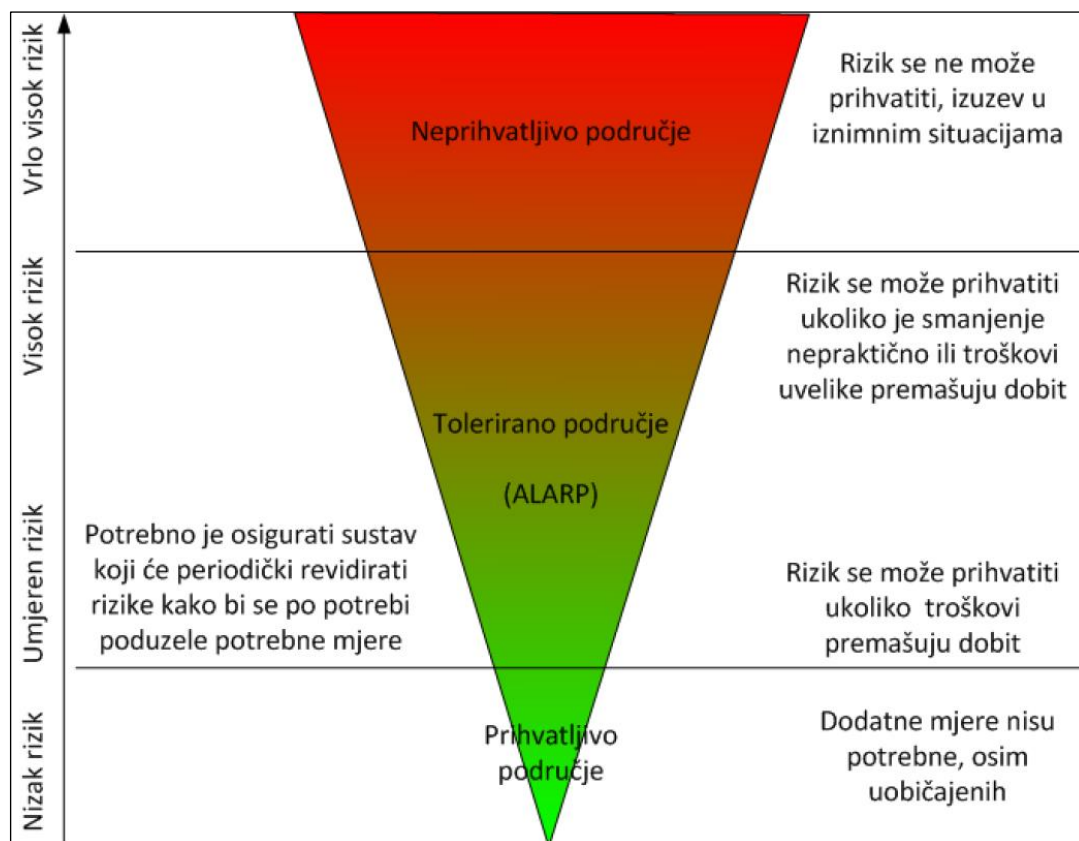 Vrlo visok rizik
Neprihvatljivo područje
Rizik se ne može
prihvatiti, izuzev u
iznimnim situacijama
Visok rizik
Rizik se može prihvatiti
ukoliko je smanjenje
nepraktično ili troškovi
uvelike premašuju dobit
Tolerirano područje
(ALARP)
Umjeren rizik
Potrebno je osigurati sustav
koji će periodički revidirati
rizike kako bi se po potrebi
poduzele potrebne mjere
Rizik se može prihvatiti
ukoliko troškovi
premašuju dobit
Nizak rizik
Prihvatljivo
područje
Dodatne mjere nisu
potrebne, osim
uobičajenih